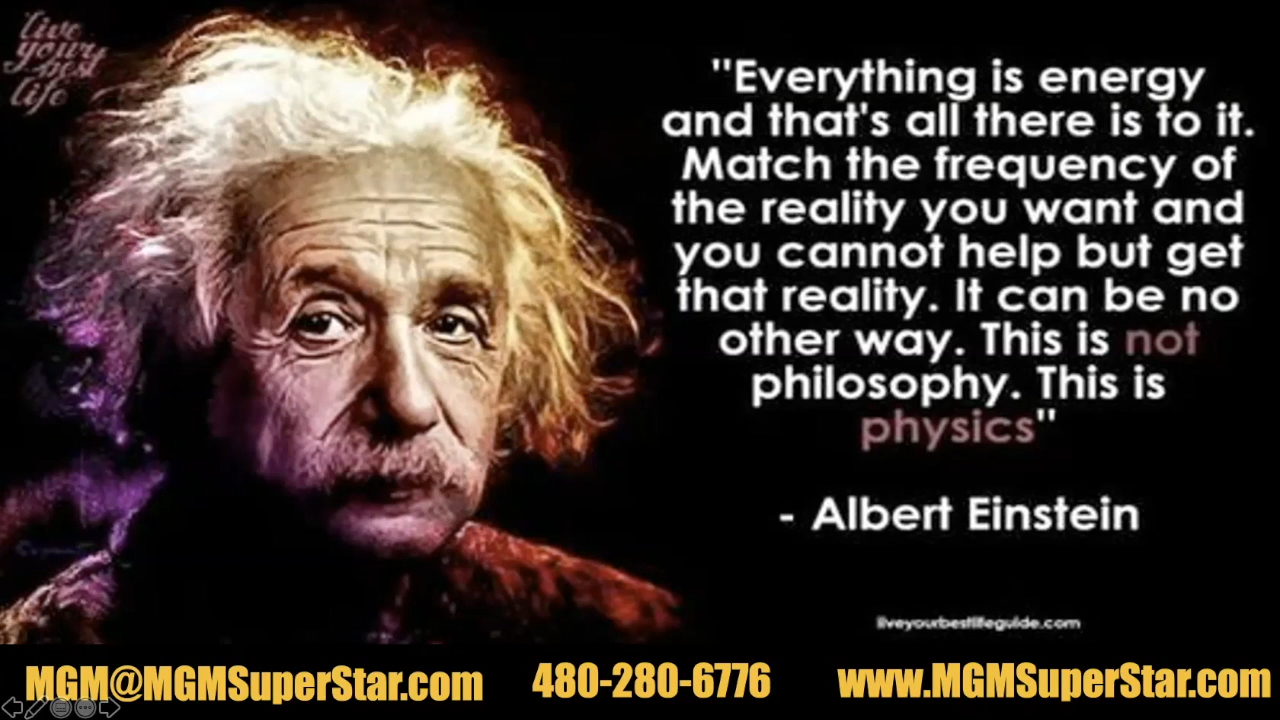 live
your
best
life
"Everything is energy
and that's all there is to it.
Match the frequency of
the reality you want and
you cannot help but get
that reality. It can be no
other way. This is not
philosophy. This is
physics"
- Albert Einstein
liveyourbestlifeguide.com
MGM@MGMSuperStar.com
480-280-6776
www.MGMSuperStar.com